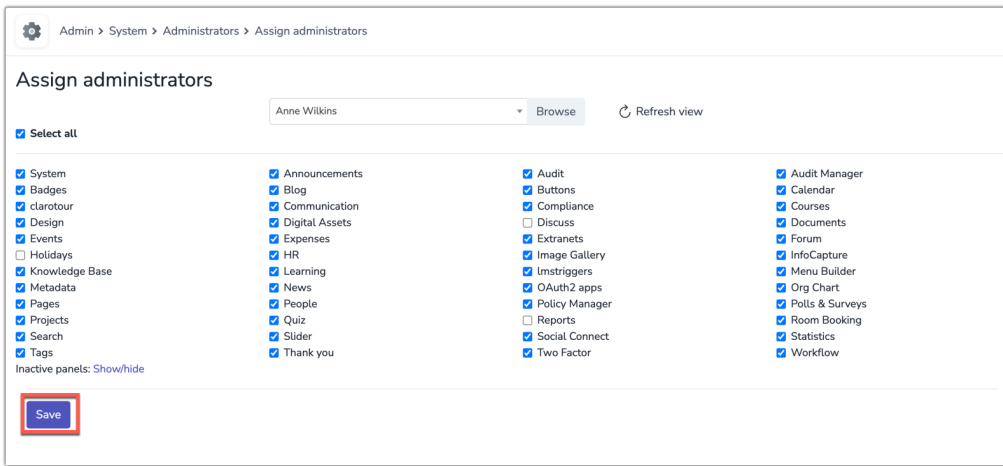 Admin > System > Administrators > Assign administrators
Assign administrators
Anne Wilkins Browse Refresh view
Select all
System Announcements Audit Audit Manager
Badges Blog Buttons Calendar
clarotour Communication Compliance Courses
Design Digital Assets Discuss Documents
Events Expenses Extranets Forum
Holidays HR Image Gallery InfoCapture
Knowledge Base Learning lmstriggers Menu Builder
Metadata News OAuth2 apps Org Chart
Pages People Policy Manager Polls & Surveys
Projects Quiz Reports Room Booking
Search Slider Social Connect Statistics
Tags Thank you Two Factor Workflow
Inactive panels: Show/hide
Save